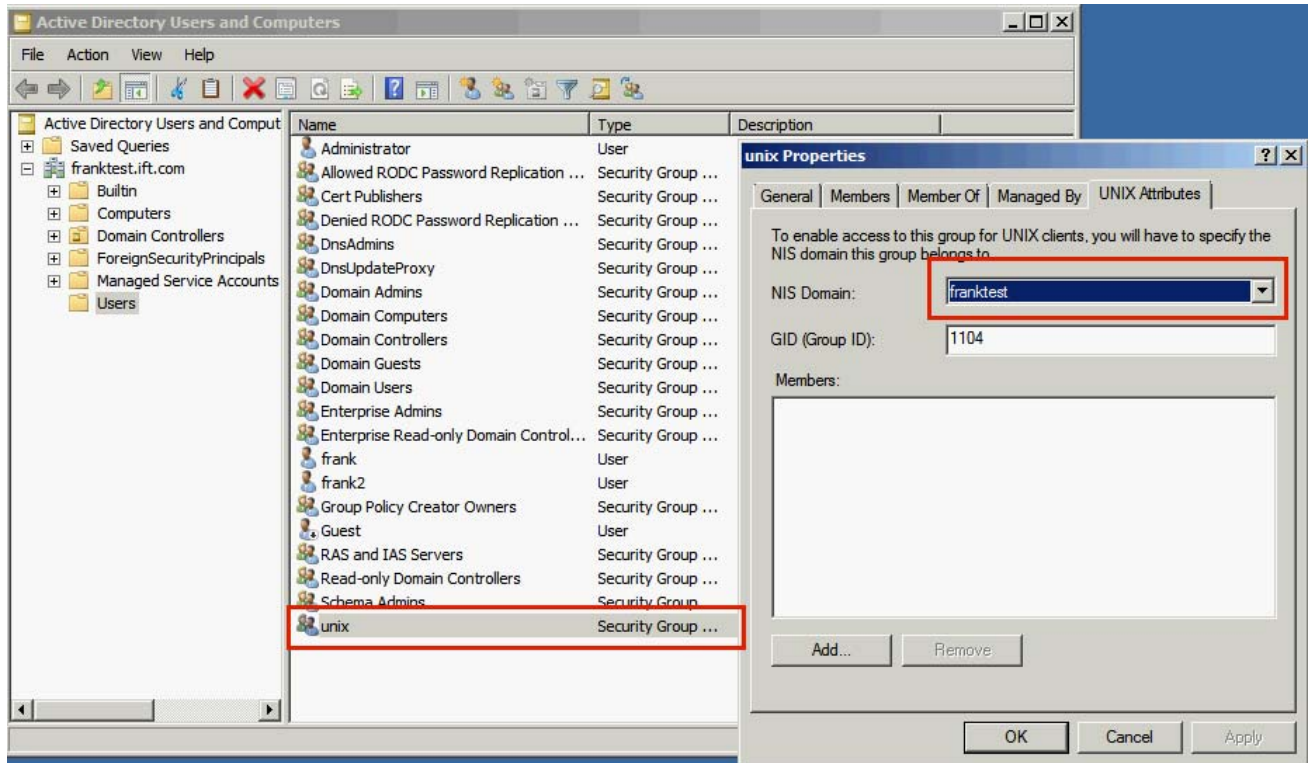 Active Directory Users and Computers
File Action View Help
Active Directory Users and Comput
Saved Queries
franktest.ift.com
Builtin
Computers
Domain Controllers
ForeignSecurityPrincipals
Managed Service Accounts
Users
Name Type Description
Administrator User
Allowed RODC Password Replication ... Security Group ...
Cert Publishers Security Group ...
Denied RODC Password Replication ... Security Group ...
DnsAdmins Security Group ...
DnsUpdateProxy Security Group ...
Domain Admins Security Group ...
Domain Computers Security Group ...
Domain Controllers Security Group ...
Domain Guests Security Group ...
Domain Users Security Group ...
Enterprise Admins Security Group ...
Enterprise Read-only Domain Control... Security Group ...
frank User
frank2 User
Group Policy Creator Owners Security Group ...
Guest User
RAS and IAS Servers Security Group ...
Read-only Domain Controllers Security Group ...
Schema Admins Security Group
unix Security Group ...
unix Properties
General Members Member Of Managed By UNIX Attributes
To enable access to this group for UNIX clients, you will have to specify the
NIS domain this group belongs to
NIS Domain: franktest
GID (Group ID): 1104
Members:
Add... Remove
OK Cancel Apply